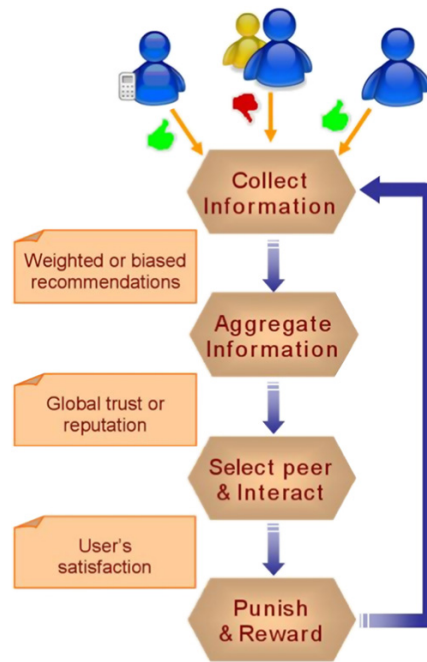 Collect
Information
Weighted or biased
recommendations
Aggregate
Information
Global trust or
reputation
Select peer
& Interact
User's
satisfaction
Punish
& Reward